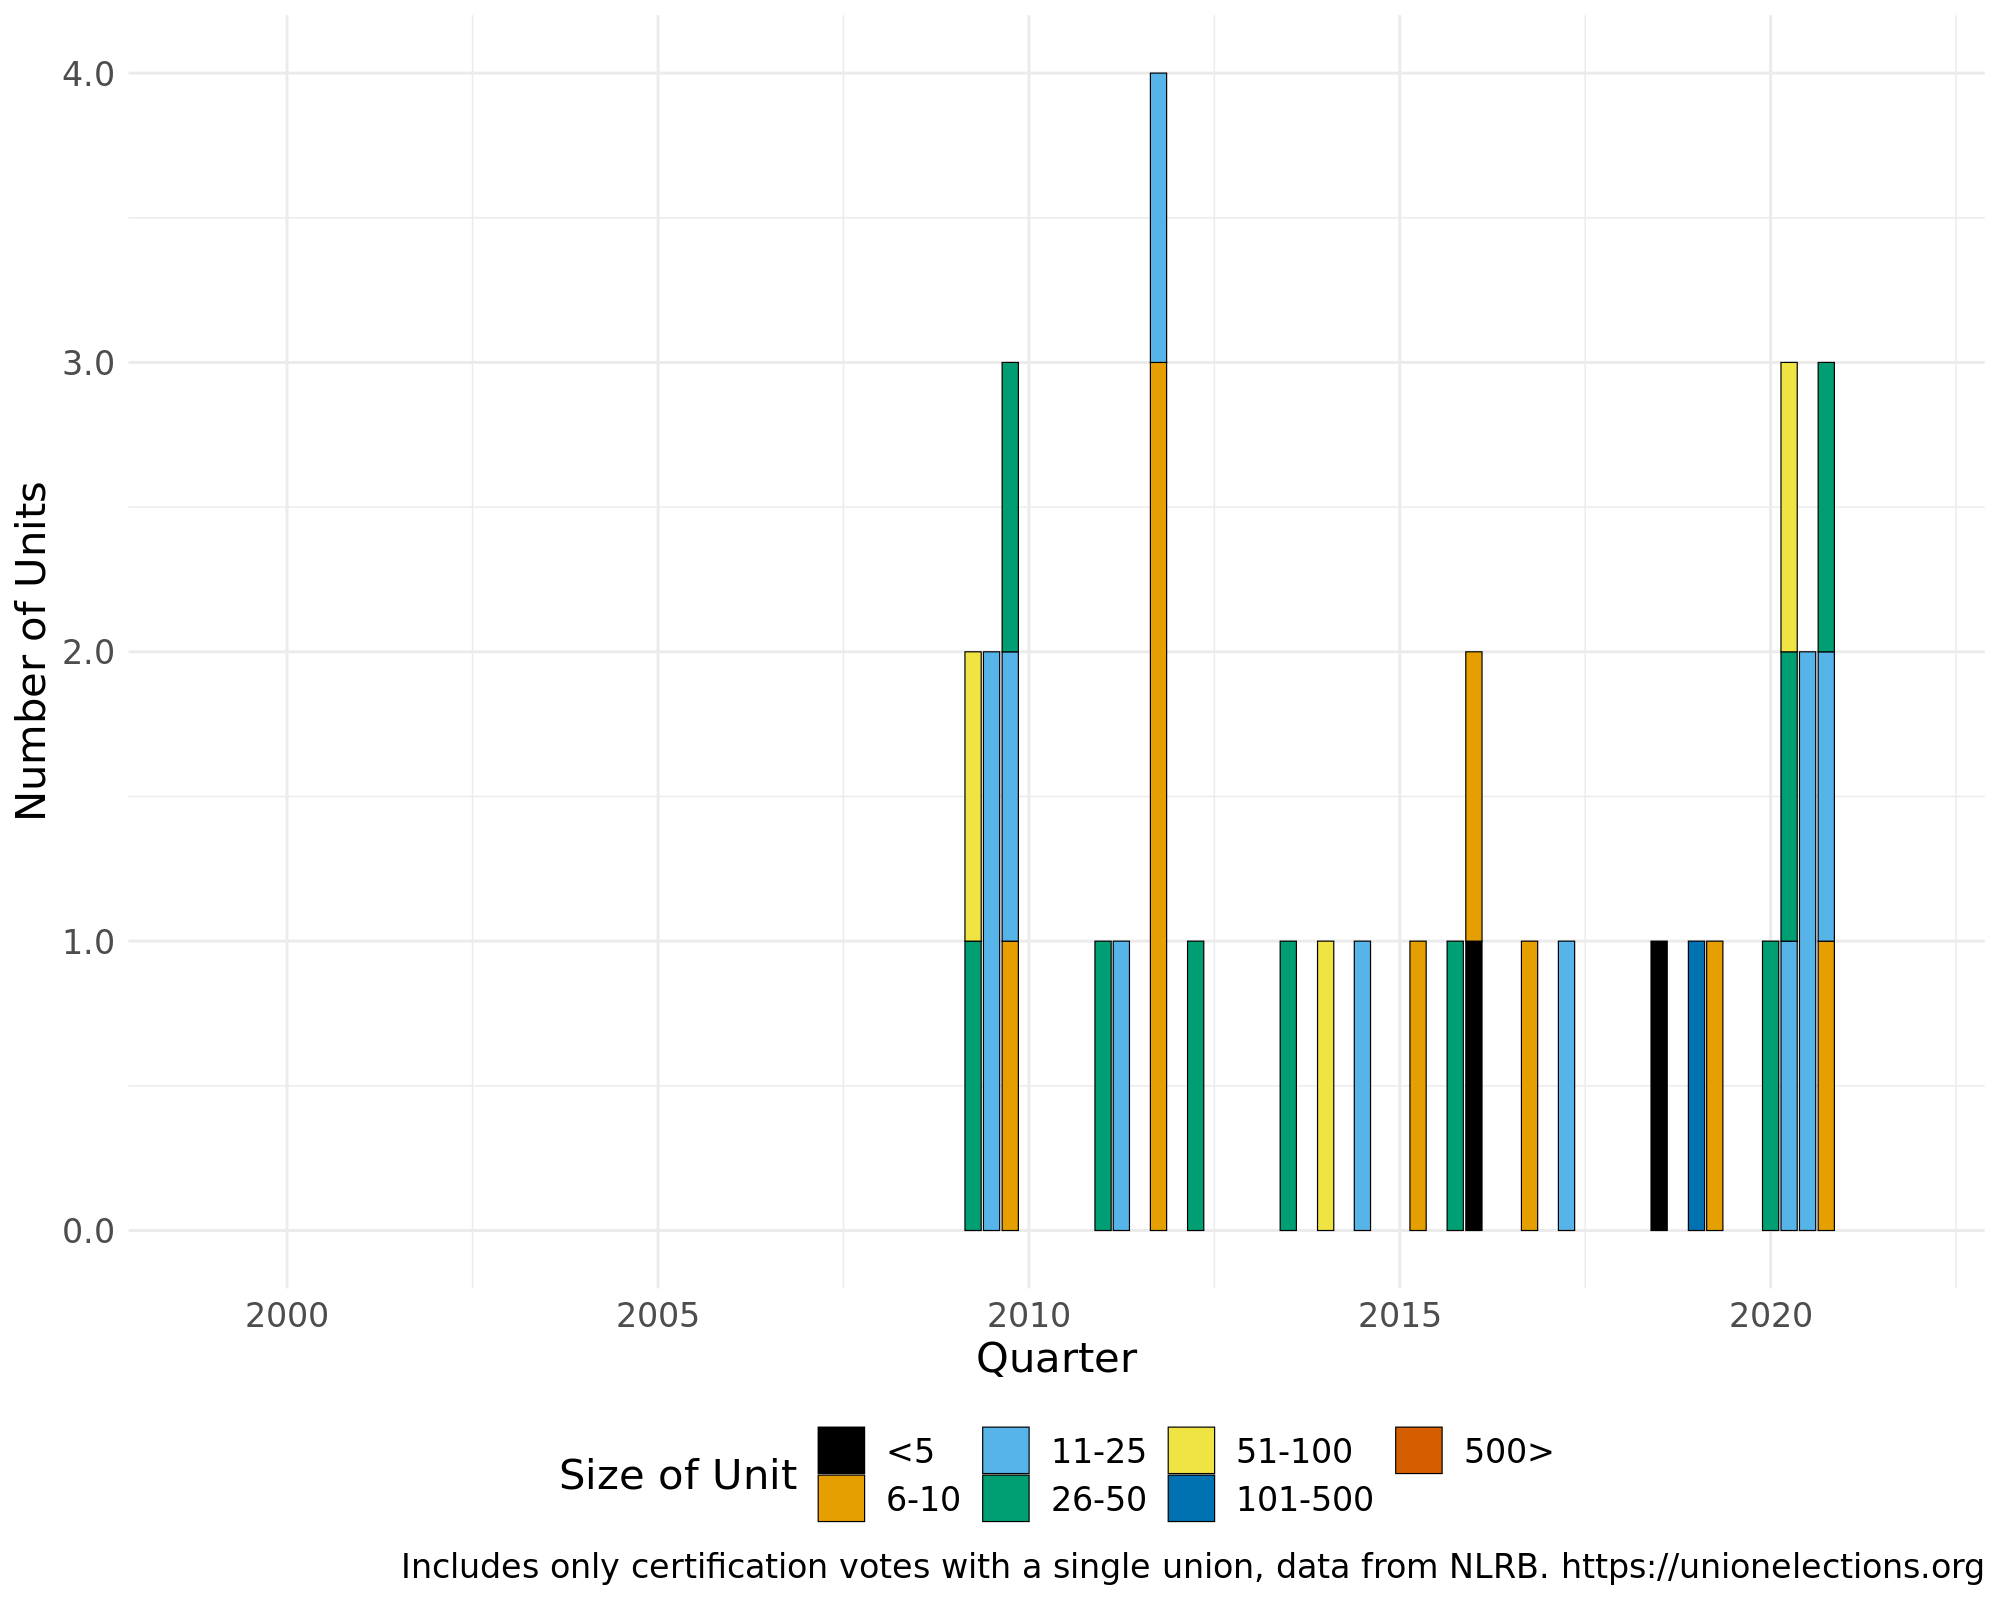 4.0
3.0
2.0
1.0
0.0
Number of Units
2000 2005 2010 2015 2020
Quarter
Size of Unit
<5 11-25 51-100 500>
6-10 26-50 101-500
Includes only certification votes with a single union, data from NLRB. https://unionelections.org